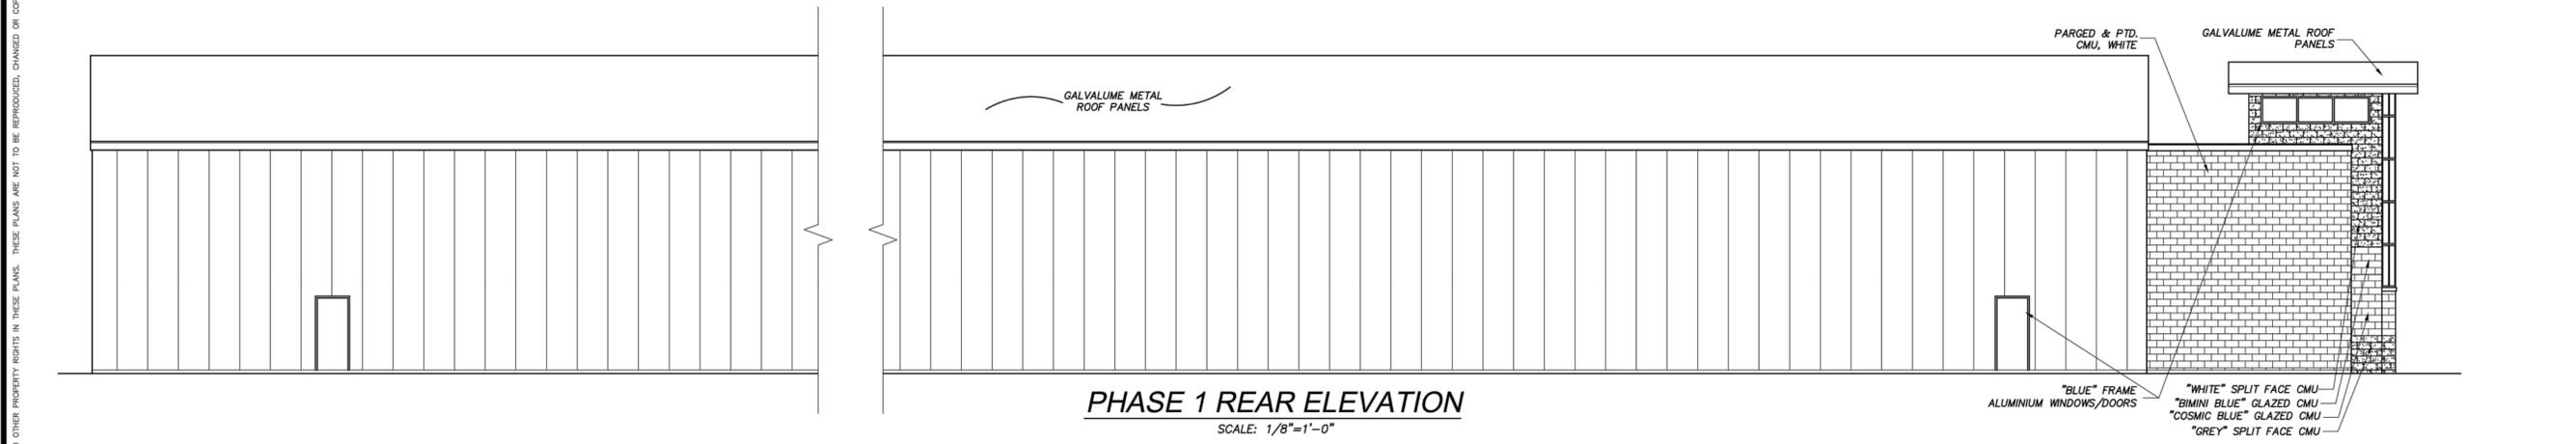 OTHER PROPERTY RIGHTS IN THESE PLANS. THESE PLANS ARE NOT TO BE REPRODUCED, CHANGED OR
GALVALUME METAL
ROOF PANELS
PARGED & PTD.
CMU, WHITE
GALVALUME METAL ROOF
PANELS
"BLUE" FRAME
ALUMINIUM WINDOWS/DOORS
"WHITE" SPLIT FACE CMU
"BIMINI BLUE" GLAZED CMU
"COSMIC BLUE" GLAZED CMU
"GREY" SPLIT FACE CMU
PHASE 1 REAR ELEVATION
SCALE: 1/8"=1'-0"